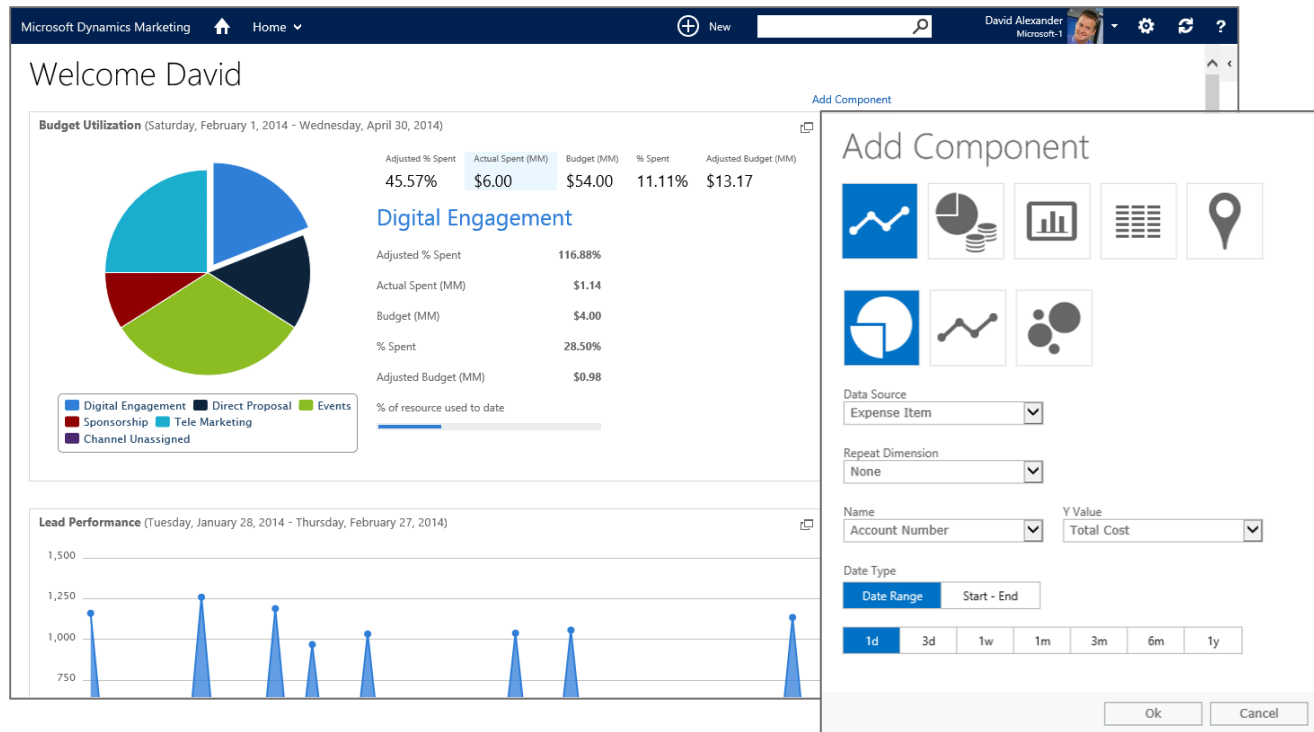 Microsoft Dynamics Marketing Home New David Alexander
Microsoft-1 ?
Welcome David
Add Component
Budget Utilization (Saturday, February 1, 2014 - Wednesday, April 30, 2014)
Adjusted % Spent Actual Spent (MM) Budget (MM) % Spent Adjusted Budget (MM)
45.57% $6.00 $54.00 11.11% $13.17
Digital Engagement
Adjusted % Spent 116.88%
Actual Spent (MM) $1.14
Budget (MM) $4.00
% Spent 28.50%
Adjusted Budget (MM) $0.98
% of resource used to date
Digital Engagement Direct Proposal Events
Sponsorship Tele Marketing
Channel Unassigned
Lead Performance (Tuesday, January 28, 2014 - Thursday, February 27, 2014)
1,500
1,250
1,000
750
Add Component
Data Source
Expense Item
Repeat Dimension
None
Name Y Value
Account Number Total Cost
Date Type
Date Range Start - End
1d 3d 1w 1m 3m 6m 1y
Ok Cancel